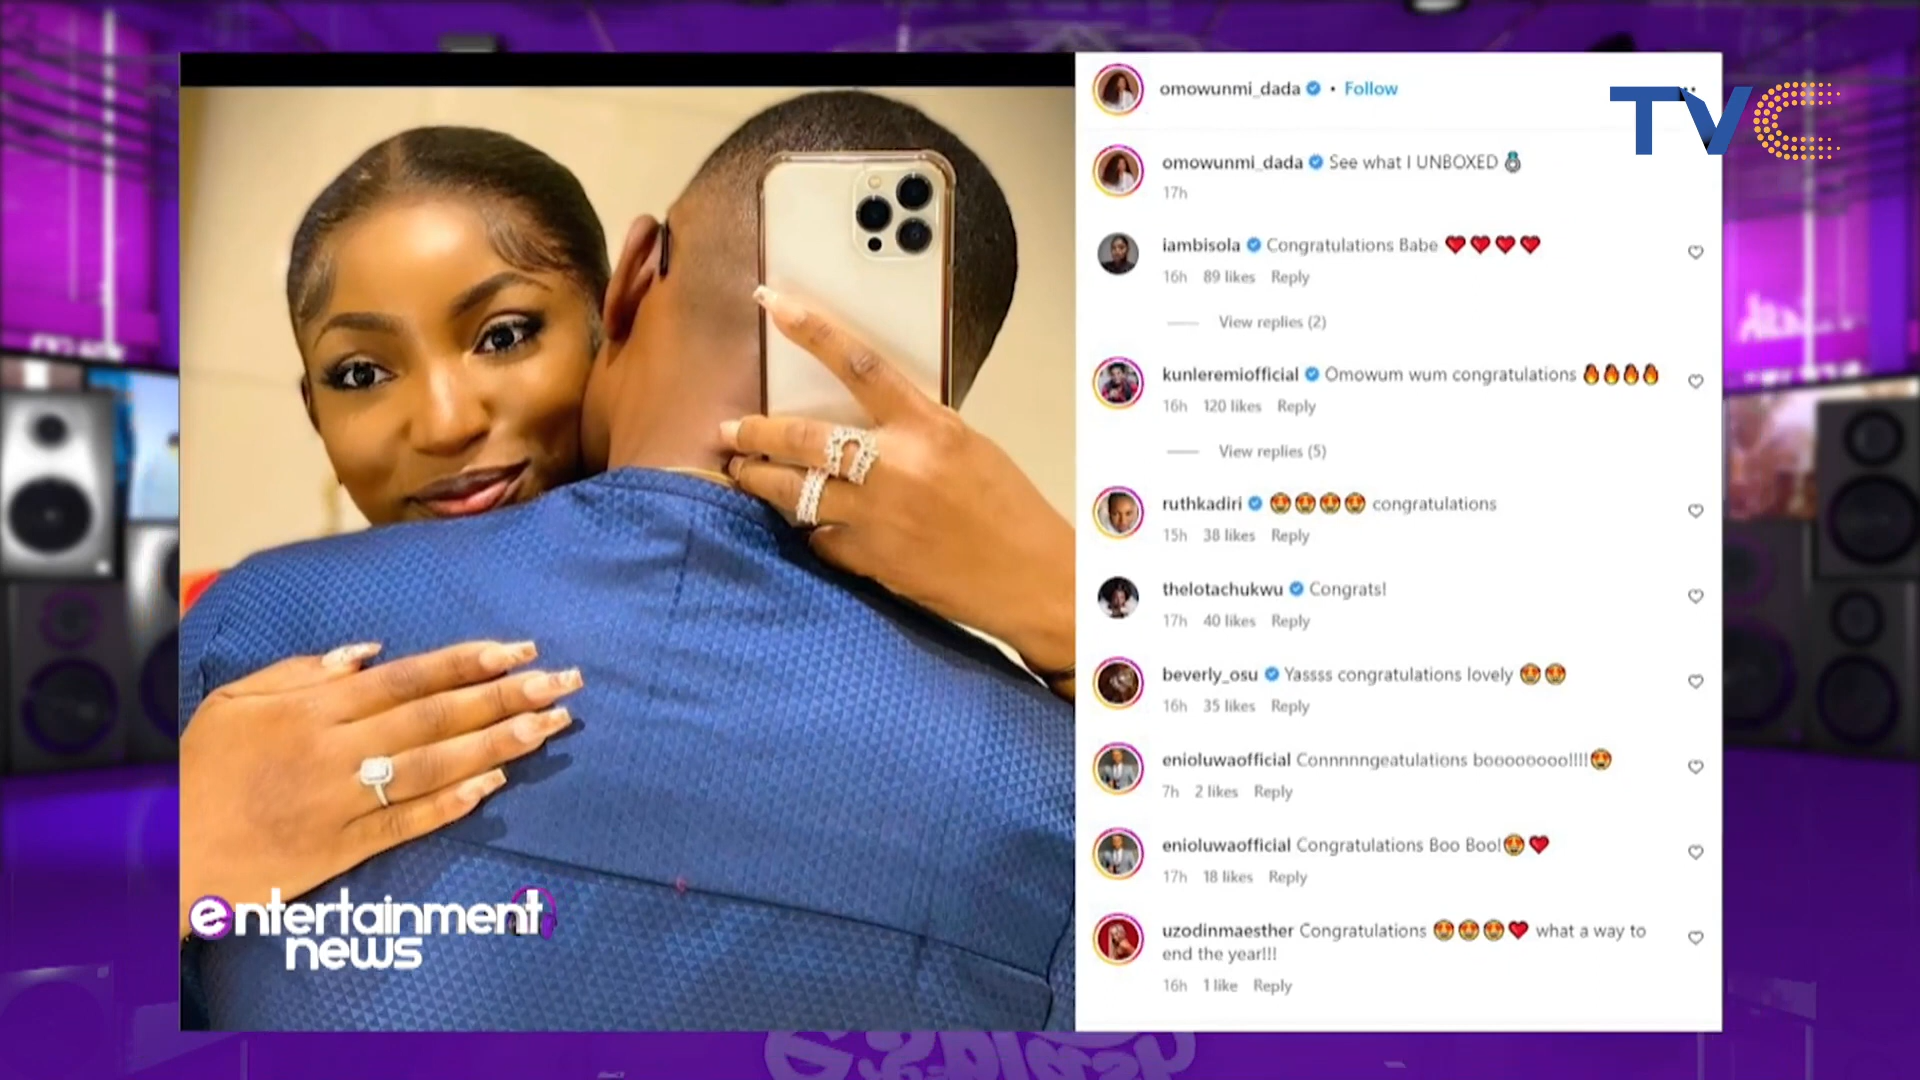 omowunmi_dada • Follow
TVC
omowunmi_dada See what I UNBOXED
17h
iambisola Congratulations Babe
16h 89 likes Reply
View replies (2)
kunleremiofficial Omowum wum congratulations
16h 120 likes Reply
View replies (5)
ruthkadiri congratulations
15h 38 likes Reply
thelotachukwu Congrats!
17h 40 likes Reply
beverly_osu Yassss congratulations lovely
16h 35 likes Reply
enioluwaofficial Connnnngeatulations boooooooo!!!!
7h 2 likes Reply
enioluwaofficial Congratulations Boo Boo!
17h 18 likes Reply
uzodinmaesther Congratulations what a way to
end the year!!!
16h 1 like Reply
entertainment
news